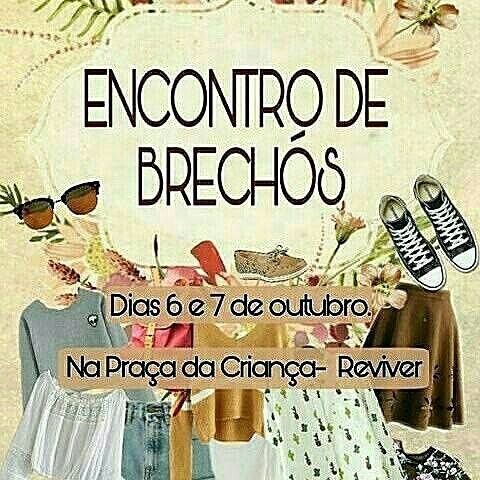 ENCONTRO DE
BRECHÓS
Dias 6 e 7 de outubro.
Na Praça da Criança- Reviver